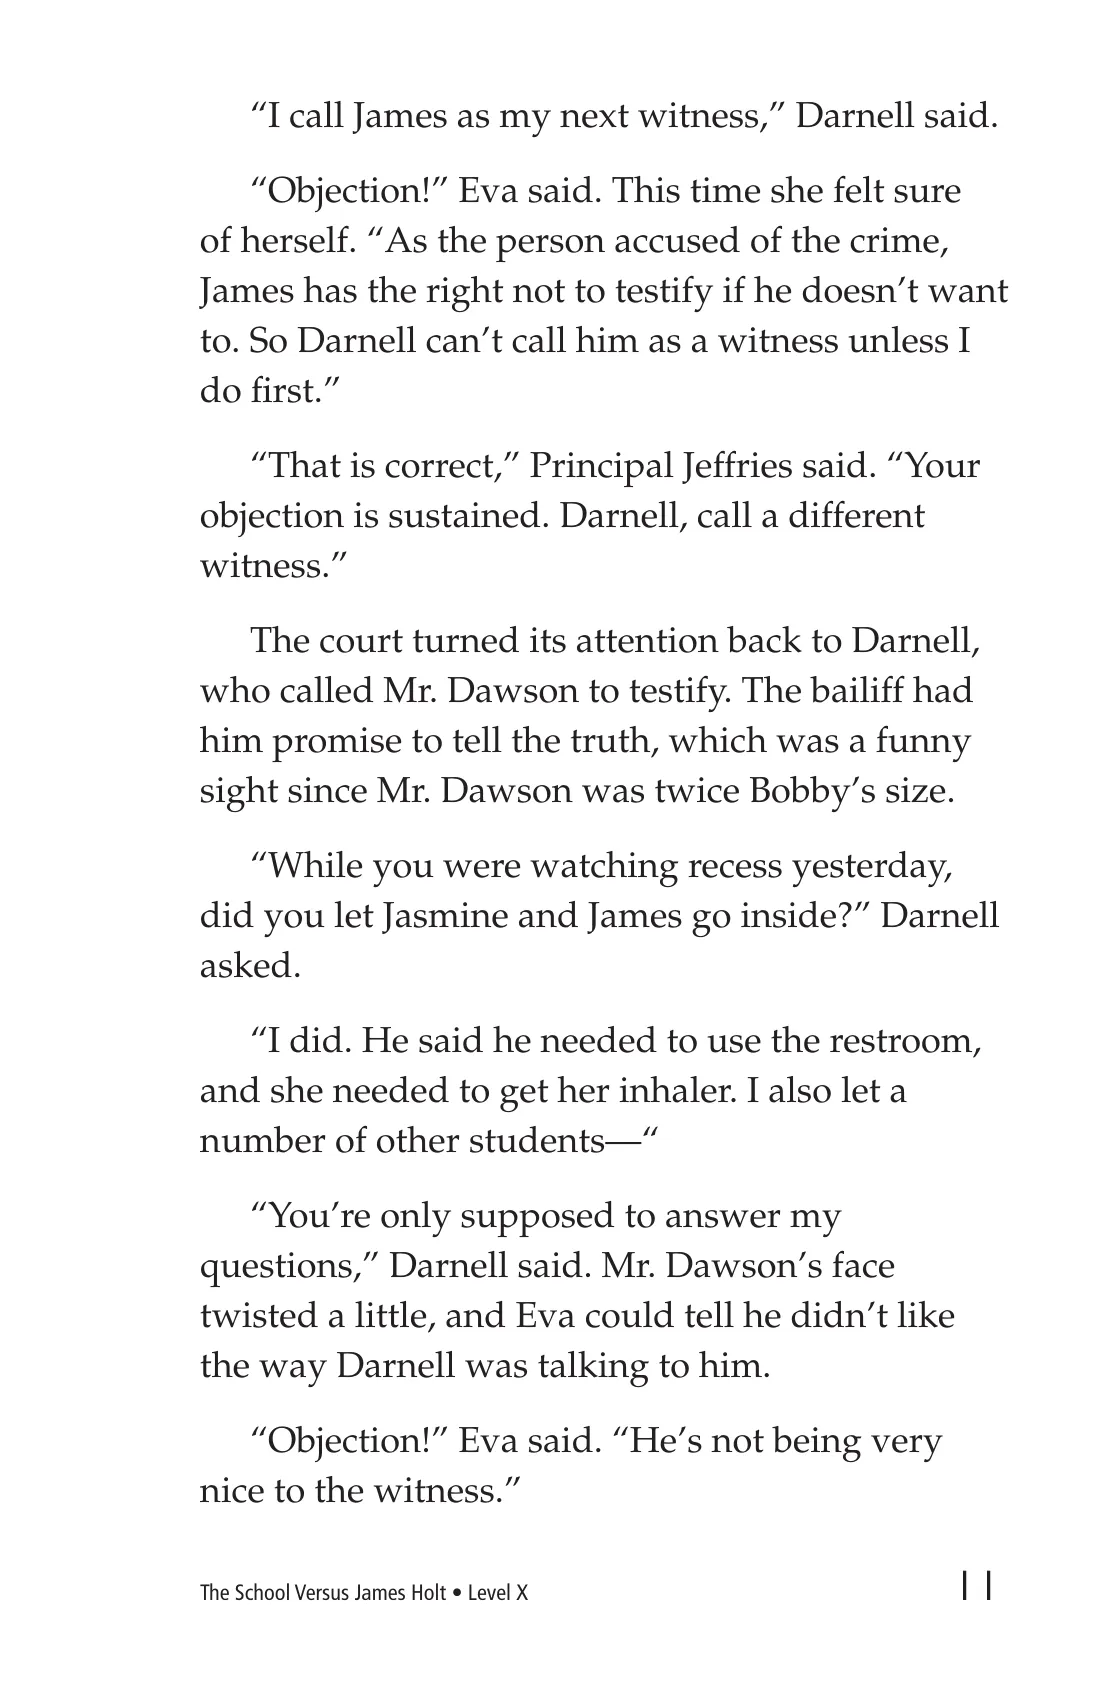 “I call James as my next witness,” Darnell said.
“Objection!” Eva said. This time she felt sure
of herself. “As the person accused of the crime,
James has the right not to testify if he doesn’t want
to. So Darnell can’t call him as a witness unless I
do first.”
“That is correct,” Principal Jeffries said. “Your
objection is sustained. Darnell, call a different
witness.”
The court turned its attention back to Darnell,
who called Mr. Dawson to testify. The bailiff had
him promise to tell the truth, which was a funny
sight since Mr. Dawson was twice Bobby’s size.
“While you were watching recess yesterday,
did you let Jasmine and James go inside?” Darnell
asked.
“I did. He said he needed to use the restroom,
and she needed to get her inhaler. I also let a
number of other students—“
“You’re only supposed to answer my
questions,” Darnell said. Mr. Dawson’s face
twisted a little, and Eva could tell he didn’t like
the way Darnell was talking to him.
“Objection!” Eva said. “He’s not being very
nice to the witness.”
The School Versus James Holt • Level X
11